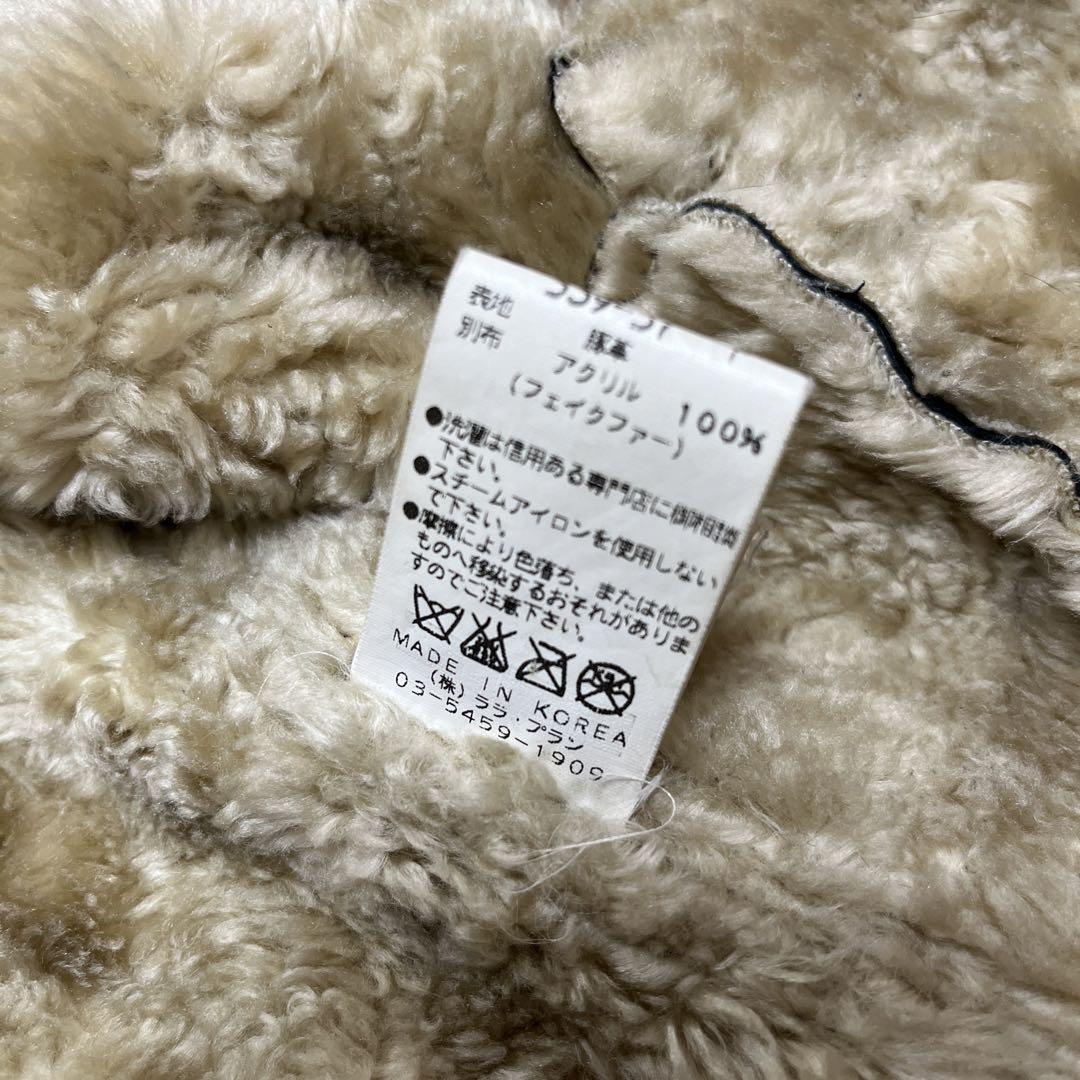 表地 豚革
別布 アクリル 100%
(フェイクファー)
●洗濯は信用ある専門店に御用命
下さい。
●スチームアイロンを使用しない
で下さい。
●摩擦により色落ち、または他の
ものへ移染するおそれがありま
すのでご注意下さい。
MADE IN KOREA
(株)ララ・プラン
03-5459-1909